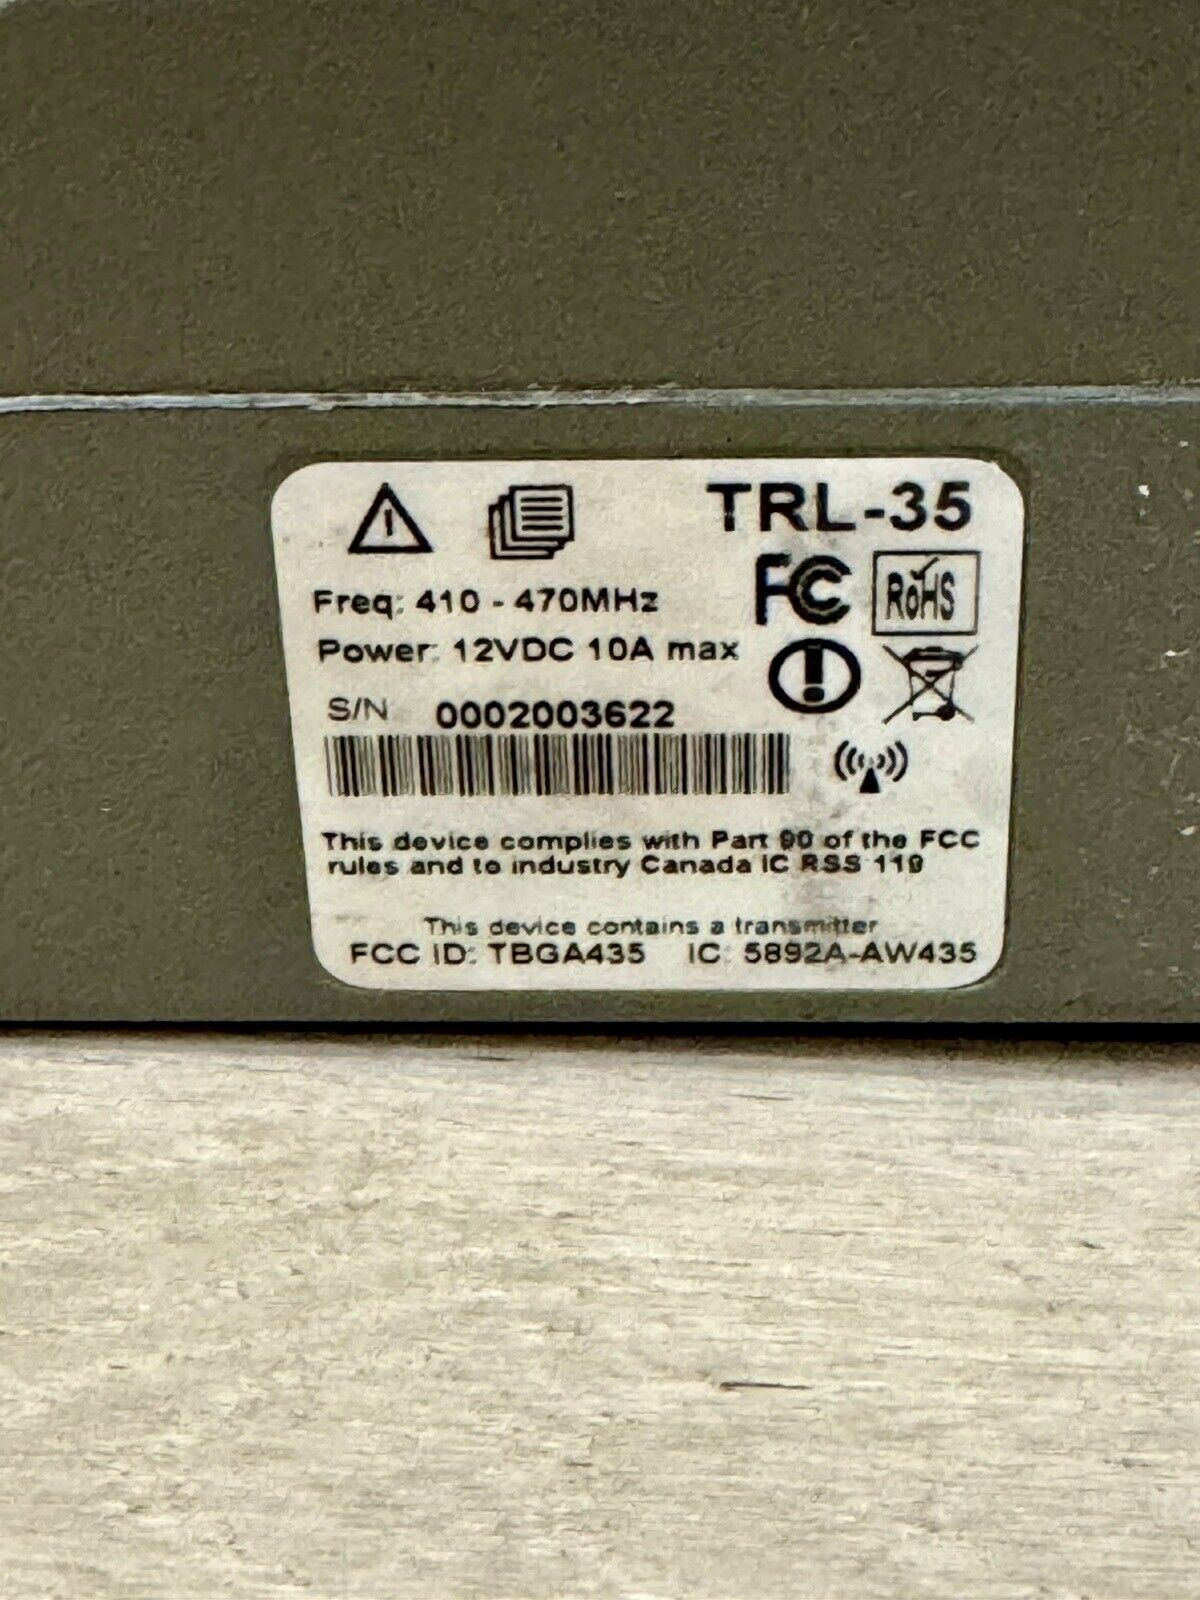 TRL-35
FC
RoHS
Freq: 410 - 470MHz
Power: 12VDC 10A max
S/N 0002003622
This device complies with Part 90 of the FCC
rules and to industry Canada IC RSS 119
This device contains a transmitter
FCC ID: TBGA435 IC: 5892A-AW435